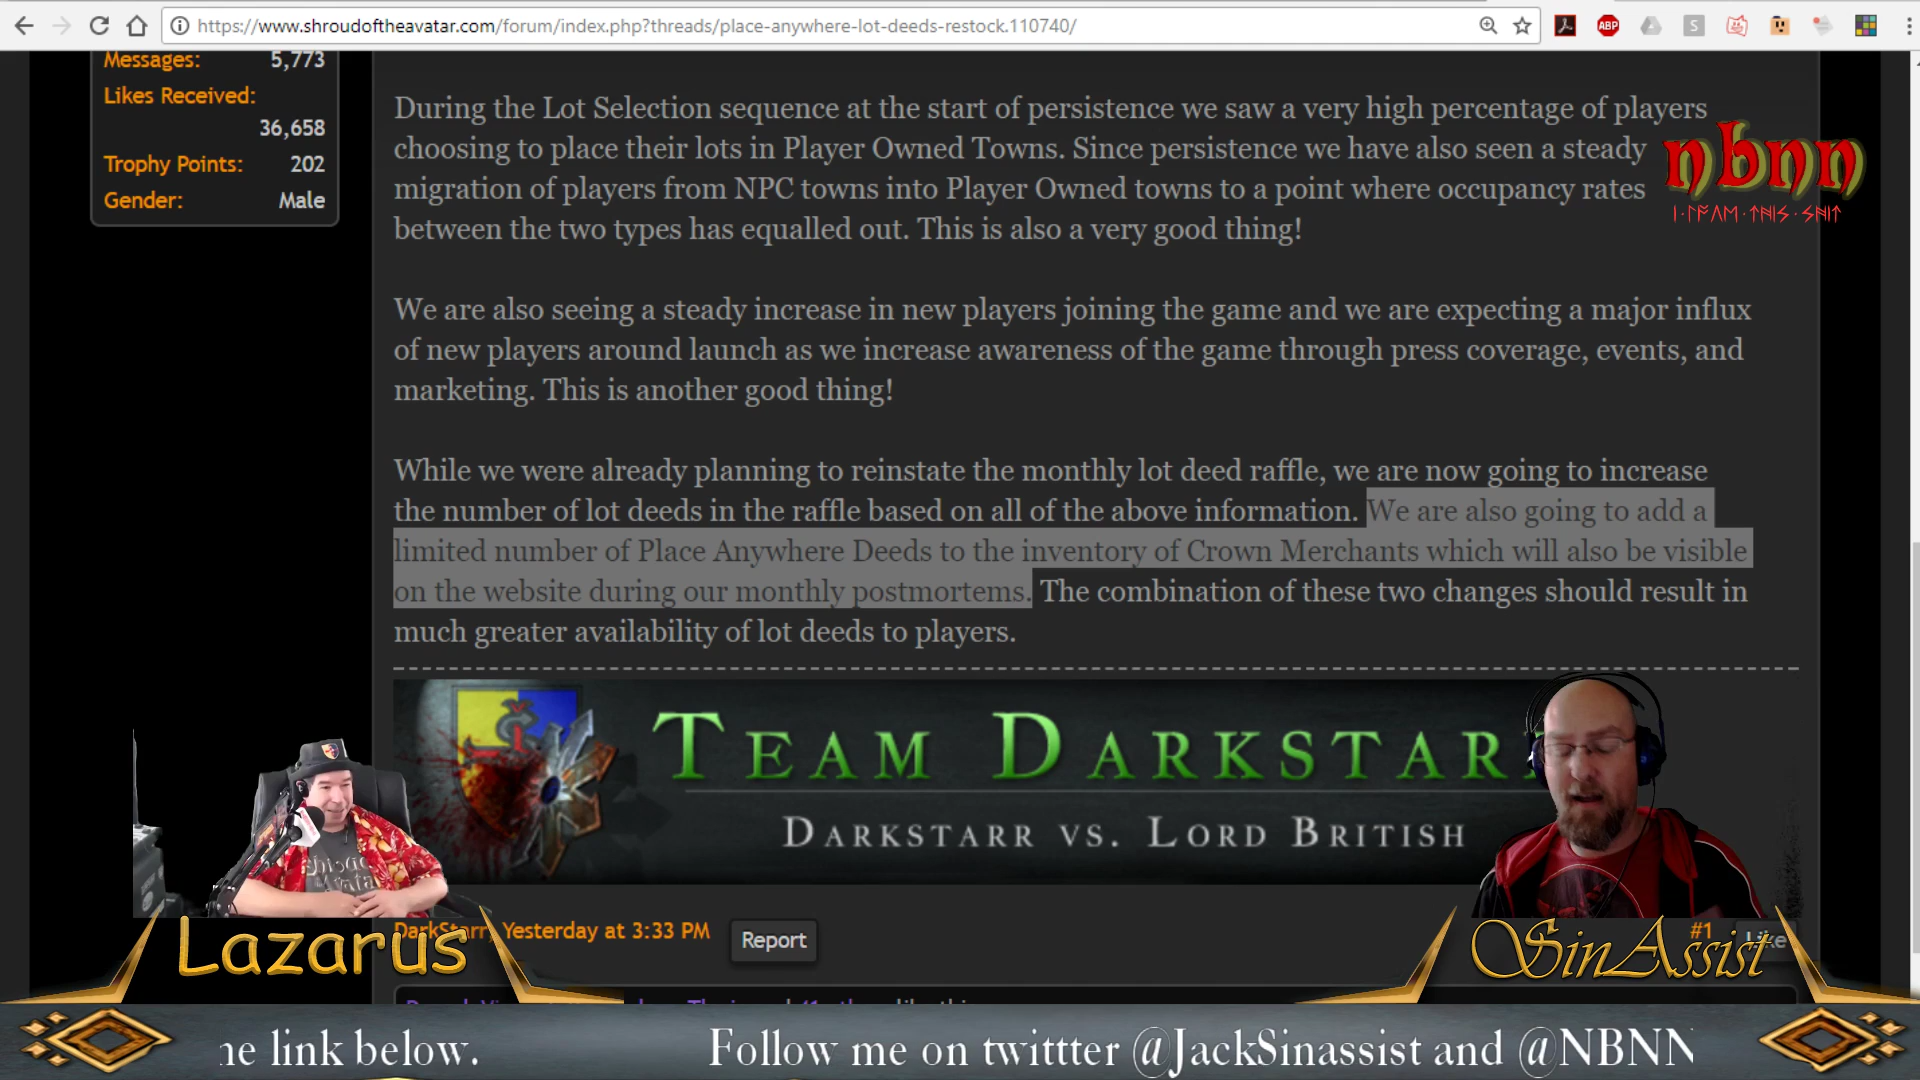 https://www.shroudoftheavatar.com/forum/index.php?threads/place-anywhere-lot-deeds-restock.110740/
ABP
S
Messages: 5,773
Likes Received:
36,658
Trophy Points: 202
Gender: Male
During the Lot Selection sequence at the start of persistence we saw a very high percentage of players
choosing to place their lots in Player Owned Towns. Since persistence we have also seen a steady
migration of players from NPC towns into Player Owned towns to a point where occupancy rates
between the two types has equalled out. This is also a very good thing!
nbnn
We are also seeing a steady increase in new players joining the game and we are expecting a major influx
of new players around launch as we increase awareness of the game through press coverage, events, and
marketing. This is another good thing!
While we were already planning to reinstate the monthly lot deed raffle, we are now going to increase
the number of lot deeds in the raffle based on all of the above information. We are also going to add a
limited number of Place Anywhere Deeds to the inventory of Crown Merchants which will also be visible
on the website during our monthly postmortems. The combination of these two changes should result in
much greater availability of lot deeds to players.
TEAM DARKSTARR
DARKSTARR VS. LORD BRITISH
DarkStarr, Yesterday at 3:33 PM
Report
#1
Like
Lazarus
SinAssist
like this
ne link below.
Follow me on twittter @JackSinassist and @NBNN